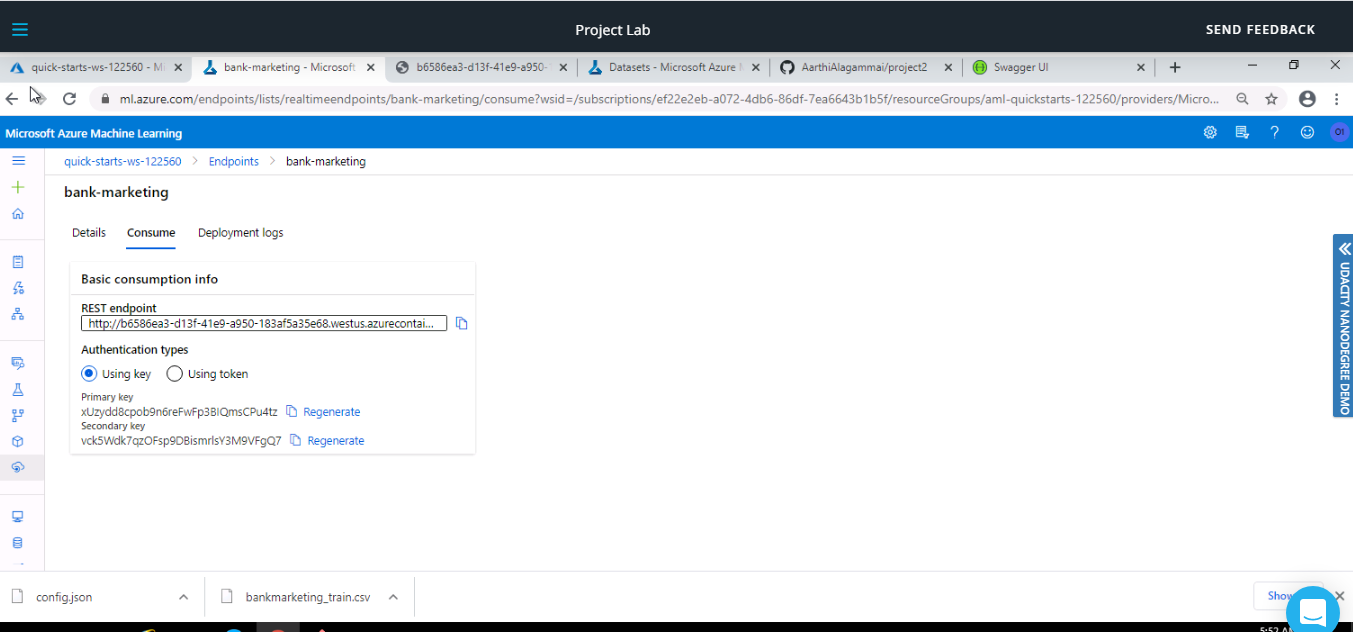 Project Lab
SEND FEEDBACK
quick-starts-ws-122560 - Mi
bank-marketing - Microsoft
b6586ea3-d13f-41e9-a950-
Datasets - Microsoft Azure
AarthiAlagammai/project2
Swagger UI
ml.azure.com/endpoints/lists/realtimeendpoints/bank-marketing/consume?wsid=/subscriptions/ef22e2eb-a072-4db6-86df-7ea6643b1b5f/resourceGroups/aml-quickstarts-122560/providers/Micro...
Microsoft Azure Machine Learning
OI
quick-starts-ws-122560 > Endpoints > bank-marketing
bank-marketing
Details Consume Deployment logs
Basic consumption info
REST endpoint
http://b6586ea3-d13f-41e9-a950-183af5a35e68.westus.azurecontai...
Authentication types
Using key Using token
Primary key
xUzydd8cpob9n6reFwFp3BIQmsCPu4tz Regenerate
Secondary key
vck5Wdk7qzOFsp9DBismrlsY3M9VFgQ7 Regenerate
UDACITY NANODEGREE DEMO
config.json
bankmarketing_train.csv
Show
5:52 AM